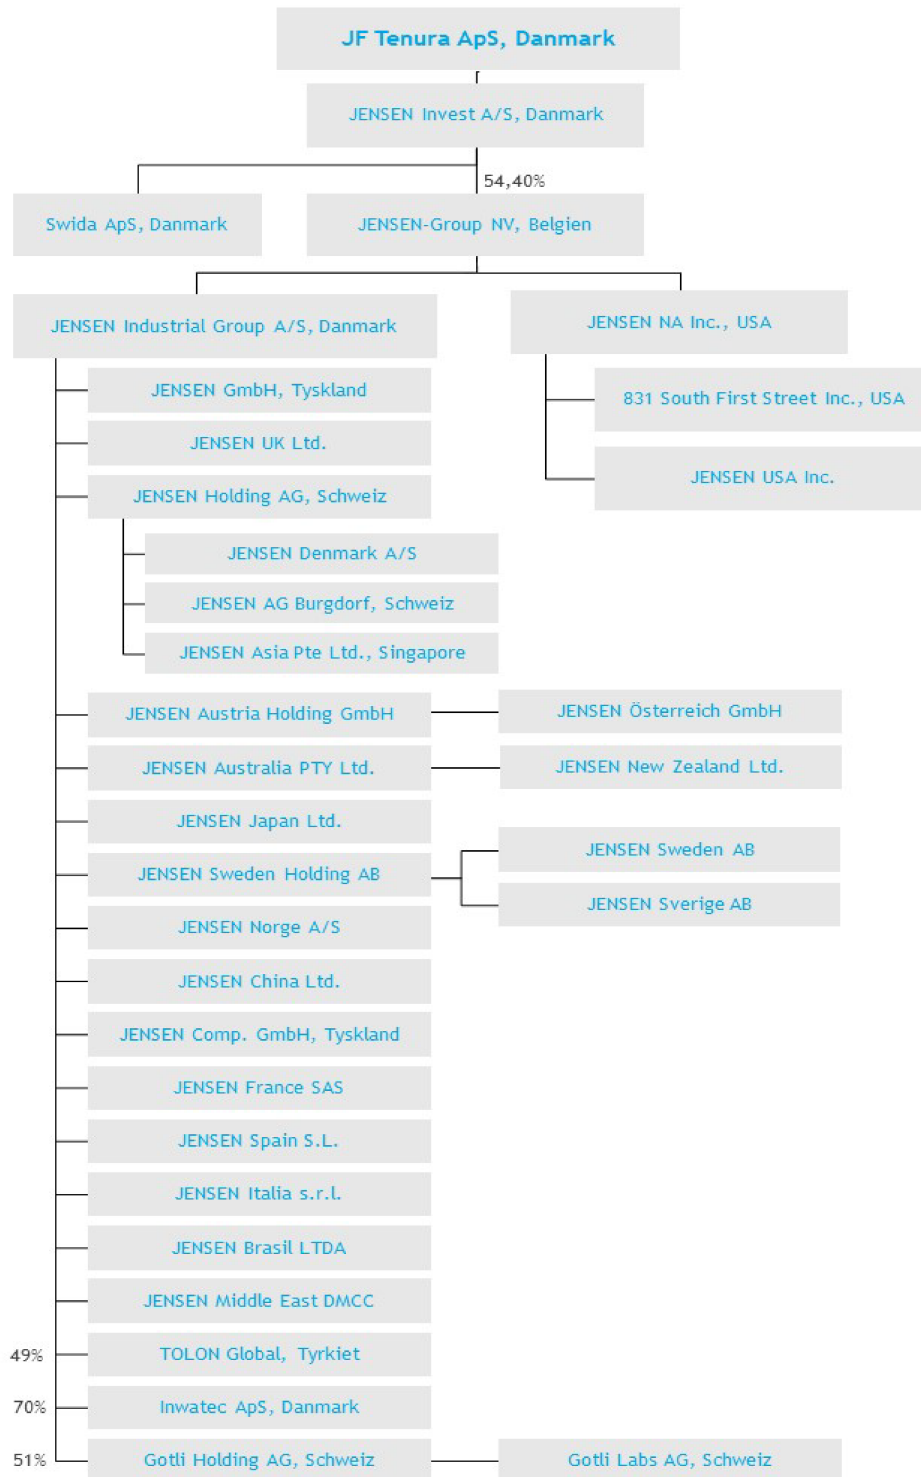 JF Tenura ApS, Danmark
JENSEN Invest A/S, Danmark
54,40%
Swida ApS, Danmark
JENSEN-Group NV, Belgien
JENSEN Industrial Group A/S, Danmark
JENSEN NA Inc., USA
JENSEN GmbH, Tyskland
831 South First Street Inc., USA
JENSEN UK Ltd.
JENSEN USA Inc.
JENSEN Holding AG, Schweiz
JENSEN Denmark A/S
JENSEN AG Burgdorf, Schweiz
JENSEN Asia Pte Ltd., Singapore
JENSEN Austria Holding GmbH
JENSEN Österreich GmbH
JENSEN Australia PTY Ltd.
JENSEN New Zealand Ltd.
JENSEN Japan Ltd.
JENSEN Sweden Holding AB
JENSEN Sweden AB
JENSEN Sverige AB
JENSEN Norge A/S
JENSEN China Ltd.
JENSEN Comp. GmbH, Tyskland
JENSEN France SAS
JENSEN Spain S.L.
JENSEN Italia s.r.l.
JENSEN Brasil LTDA
JENSEN Middle East DMCC
49%
TOLON Global, Tyrkiet
70%
Inwatec ApS, Danmark
51%
Gotli Holding AG, Schweiz
Gotli Labs AG, Schweiz